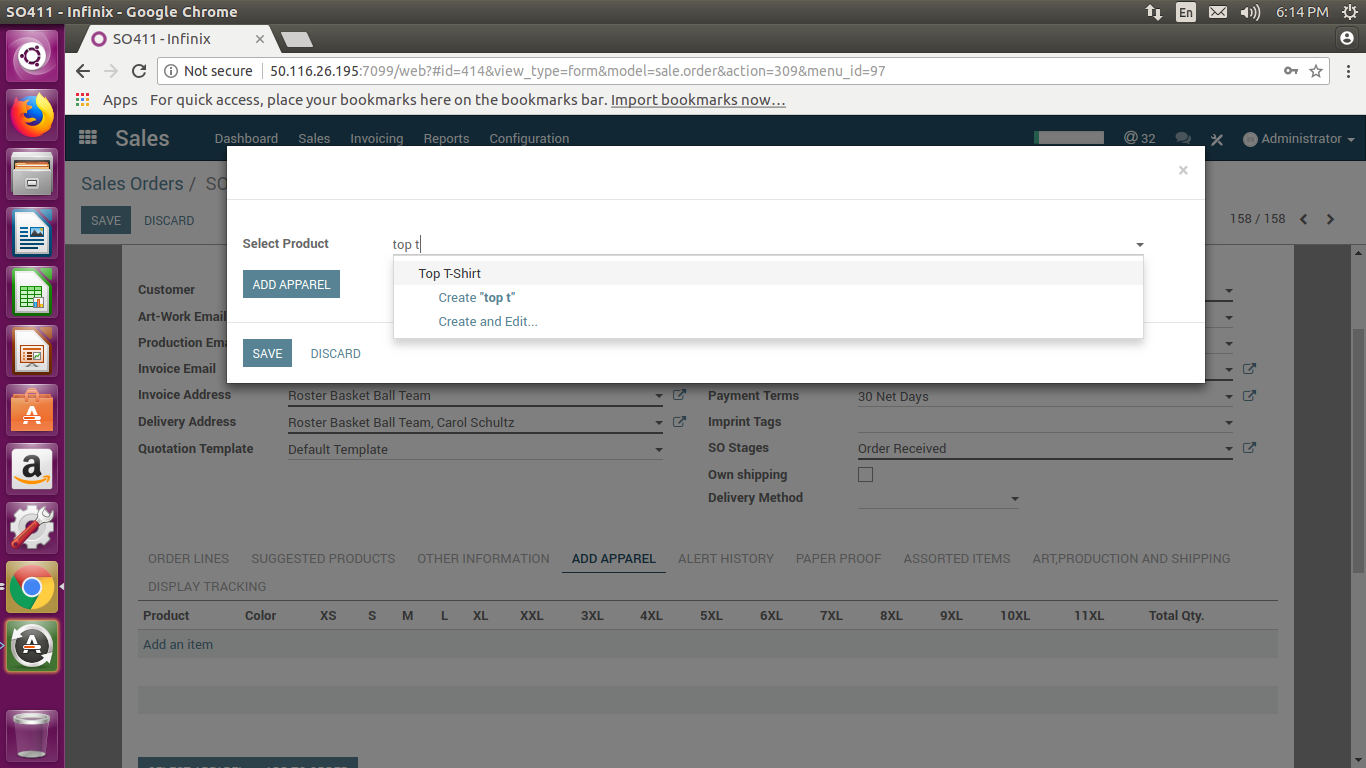 SO411 - Infinix - Google Chrome
En
6:14 PM
SO411 - Infinix
Not secure
50.116.26.195:7099/web?#id=414&view_type=form&model=sale.order&action=309&menu_id=97
Apps For quick access, place your bookmarks here on the bookmarks bar. Import bookmarks now...
Sales Dashboard Sales Invoicing Reports Configuration @ 32 Administrator
×
Sales Orders / SO
SAVE DISCARD
158 / 158
Select Product top t
Top T-Shirt
Create "top t"
Create and Edit...
ADD APPAREL
SAVE DISCARD
Customer
Art-Work Email
Production Ema
Invoice Email
Invoice Address Roster Basket Ball Team
Delivery Address Roster Basket Ball Team, Carol Schultz
Quotation Template Default Template
Payment Terms 30 Net Days
Imprint Tags
SO Stages Order Received
Own shipping
Delivery Method
ORDER LINES SUGGESTED PRODUCTS OTHER INFORMATION ADD APPAREL ALERT HISTORY PAPER PROOF ASSORTED ITEMS ART,PRODUCTION AND SHIPPING
DISPLAY TRACKING
Product Color XS S M L XL XXL 3XL 4XL 5XL 6XL 7XL 8XL 9XL 10XL 11XL Total Qty.
Add an item